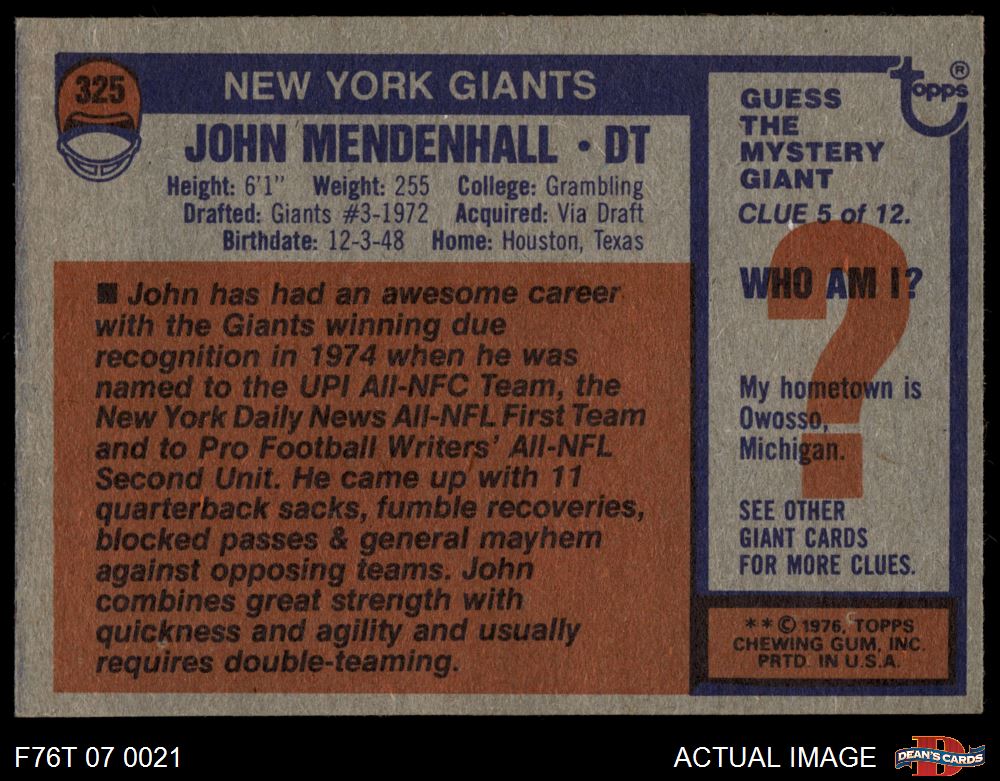 325
NEW YORK GIANTS
JOHN MENDENHALL • DT
Height: 6'1" Weight: 255 College: Grambling
Drafted: Giants #3-1972 Acquired: Via Draft
Birthdate: 12-3-48 Home: Houston, Texas
■ John has had an awesome career
with the Giants winning due
recognition in 1974 when he was
named to the UPI All-NFC Team, the
New York Daily News All-NFL First Team
and to Pro Football Writers' All-NFL
Second Unit. He came up with 11
quarterback sacks, fumble recoveries,
blocked passes & general mayhem
against opposing teams. John
combines great strength with
quickness and agility and usually
requires double-teaming.
topps®
GUESS
THE
MYSTERY
GIANT
CLUE 5 of 12.
WHO AM I?
?
My hometown is
Owosso,
Michigan.
SEE OTHER
GIANT CARDS
FOR MORE CLUES.
**© 1976, TOPPS
CHEWING GUM, INC.
PRTD. IN U.S.A.
F76T 07 0021
ACTUAL IMAGE
D
DEAN'S CARDS